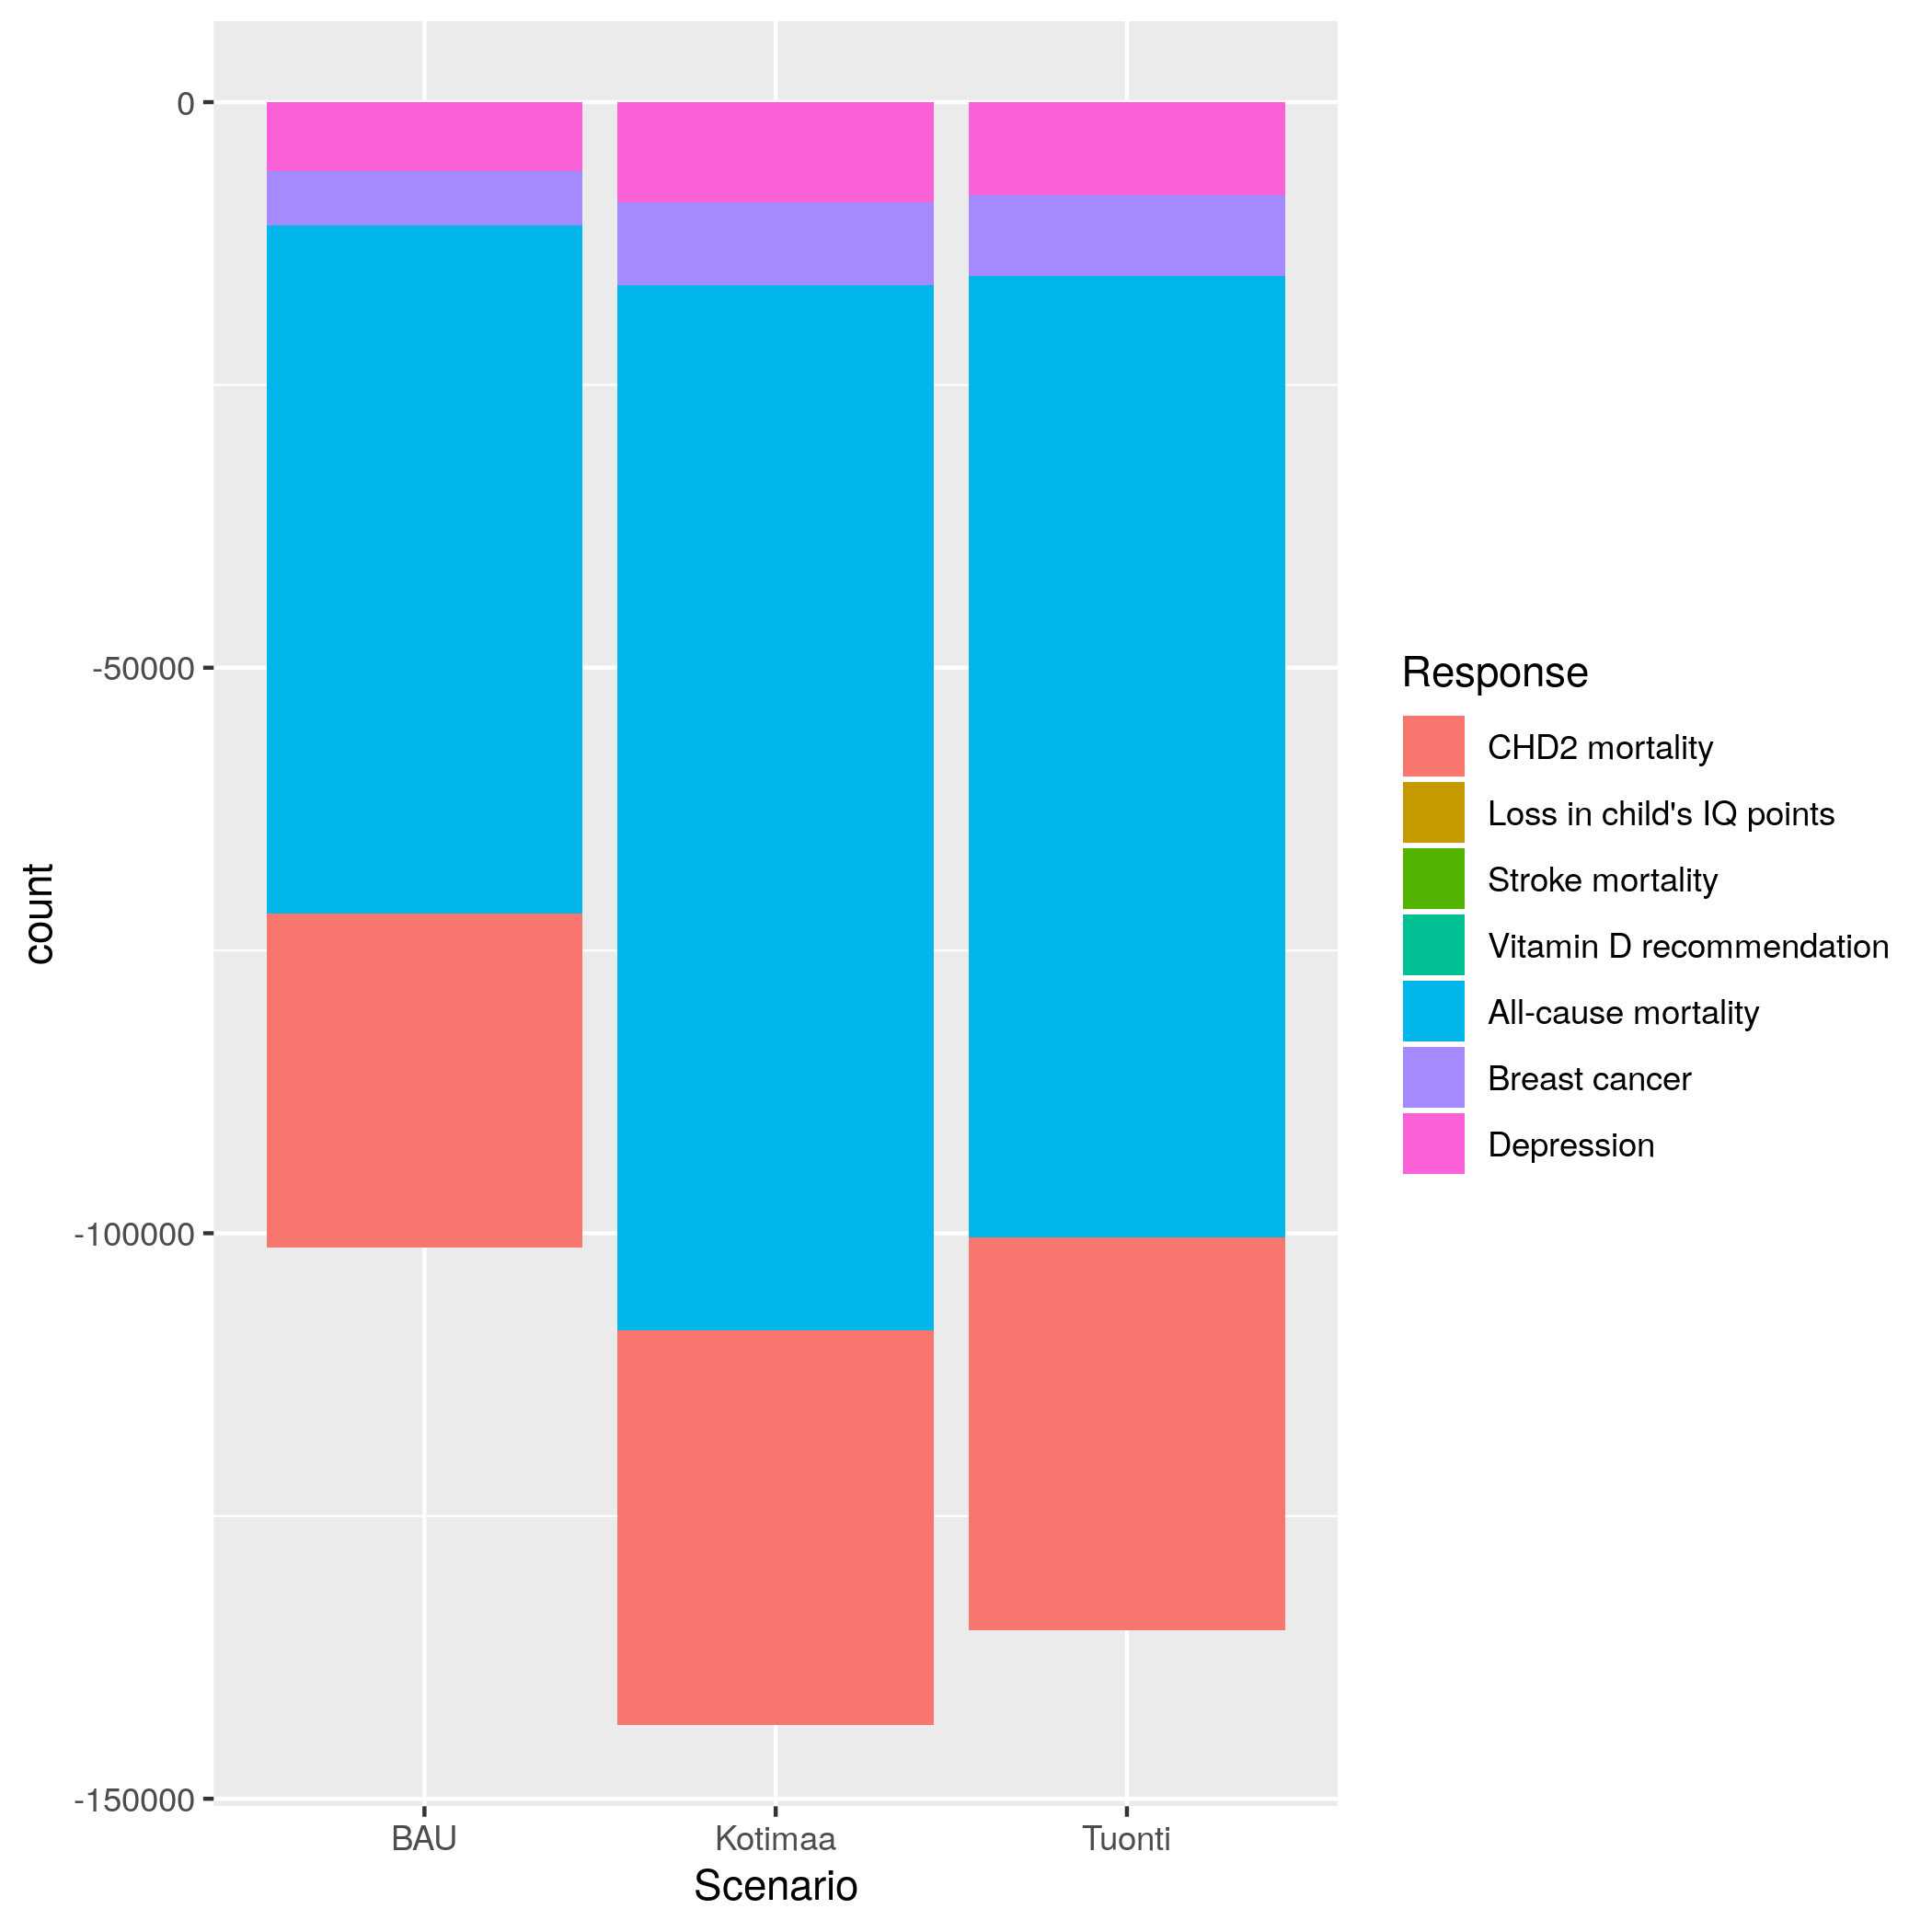 0
-50000
-100000
-150000
count
BAU
Kotimaa
Tuonti
Scenario
Response
CHD2 mortality
Loss in child's IQ points
Stroke mortality
Vitamin D recommendation
All-cause mortality
Breast cancer
Depression